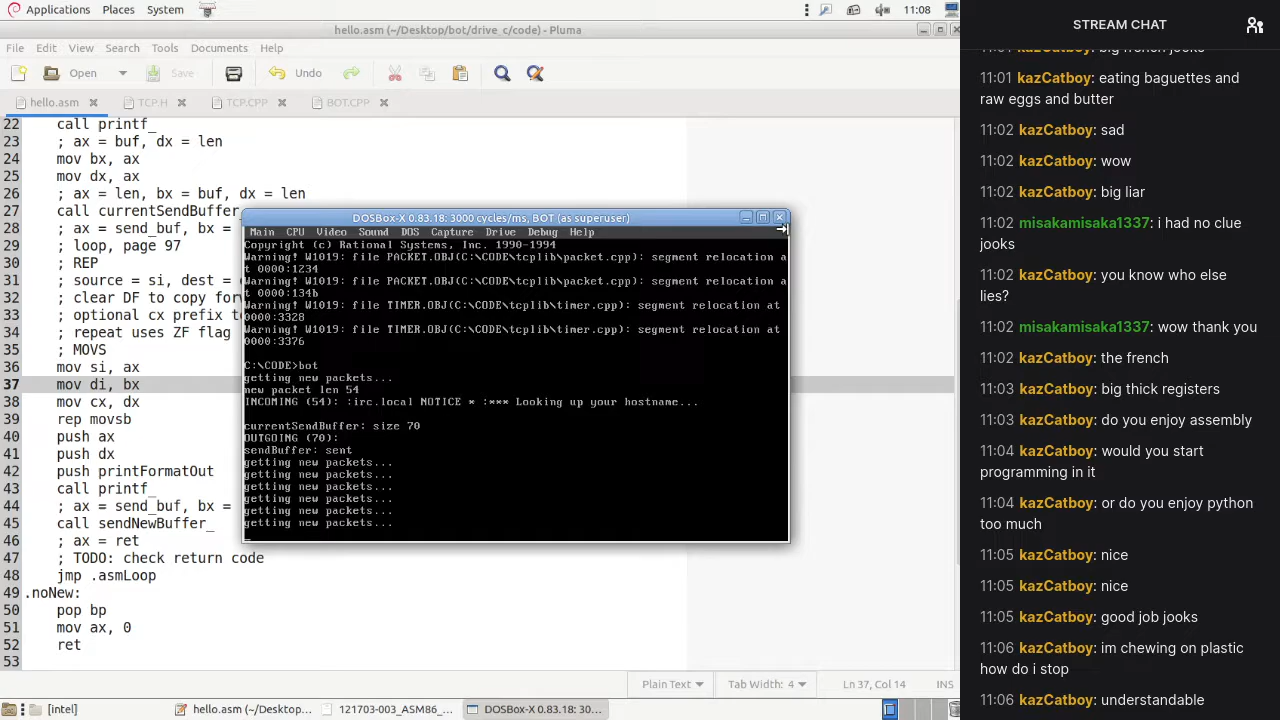 Applications Places System 11:08
hello.asm (~/Desktop/bot/drive_c/code) - Pluma
File Edit View Search Tools Documents Help
Open Save Undo
hello.asm TCP.H TCP.CPP BOT.CPP
22 call printf_
23 ; ax = buf, dx = len
24 mov bx, ax
25 mov dx, ax
26 ; ax = len, bx = buf, dx = len
27 call currentSendBuffer_
28 ; ax = send_buf, bx =
29 ; loop, page 97
30 ; REP
31 ; source = si, dest =
32 ; clear DF to copy for
33 ; optional cx prefix t
34 ; repeat uses ZF flag
35 ; MOVS
36 mov si, ax
37 mov di, bx
38 mov cx, dx
39 rep movsb
40 push ax
41 push dx
42 push printFormatOut
43 call printf_
44 ; ax = send_buf, bx =
45 call sendNewBuffer_
46 ; ax = ret
47 ; TODO: check return code
48 jmp .asmLoop
49 .noNew:
50 pop bp
51 mov ax, 0
52 ret
53
DOSBox-X 0.83.18: 3000 cycles/ms, BOT (as superuser)
Main CPU Video Sound DOS Capture Drive Debug Help
Copyright (c) Rational Systems, Inc. 1990-1994
Warning! W1019: file PACKET.OBJ(C:\CODE\tcplib\packet.cpp): segment relocation a
t 0000:1234
Warning! W1019: file PACKET.OBJ(C:\CODE\tcplib\packet.cpp): segment relocation a
t 0000:134b
Warning! W1019: file TIMER.OBJ(C:\CODE\tcplib\timer.cpp): segment relocation at
0000:3328
Warning! W1019: file TIMER.OBJ(C:\CODE\tcplib\timer.cpp): segment relocation at
0000:3376
C:\CODE>bot
getting new packets...
new packet len 54
INCOMING (54): :irc.local NOTICE * :*** Looking up your hostname...
currentSendBuffer: size 70
OUTGOING (70):
sendBuffer: sent
getting new packets...
getting new packets...
getting new packets...
getting new packets...
getting new packets...
getting new packets...
Plain Text Tab Width: 4 Ln 37, Col 14 INS
[intel] hello.asm (~/Desktop... 120710-003_ASM86_... DOSBox-X 0.83.18: 30...
STREAM CHAT
11:01 kazCatboy: big french jooks
11:01 kazCatboy: eating baguettes and
raw eggs and butter
11:02 kazCatboy: sad
11:02 kazCatboy: wow
11:02 kazCatboy: big liar
11:02 misakamisaka1337: i had no clue
jooks
11:02 kazCatboy: you know who else
lies?
11:02 misakamisaka1337: wow thank you
11:02 kazCatboy: the french
11:03 kazCatboy: big thick registers
11:03 kazCatboy: do you enjoy assembly
11:04 kazCatboy: would you start
programming in it
11:04 kazCatboy: or do you enjoy python
too much
11:05 kazCatboy: nice
11:05 kazCatboy: nice
11:05 kazCatboy: good job jooks
11:06 kazCatboy: im chewing on plastic
how do i stop
11:06 kazCatboy: understandable